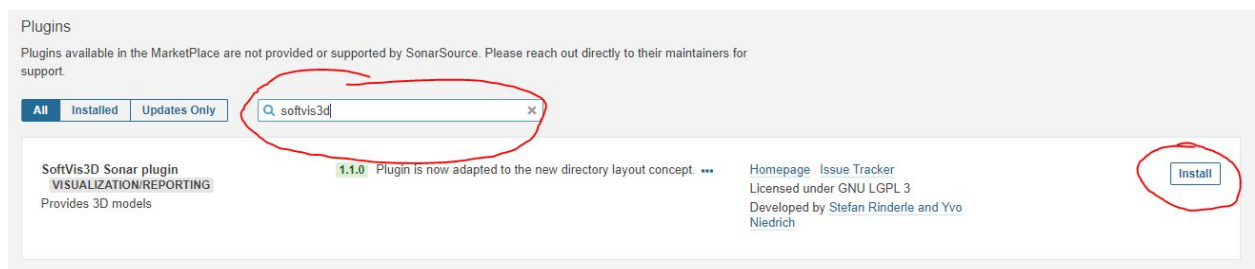 Plugins
Plugins available in the MarketPlace are not provided or supported by SonarSource. Please reach out directly to their maintainers for
support.
All Installed Updates Only softvis3d
SoftVis3D Sonar plugin 1.1.0 Plugin is now adapted to the new directory layout concept. ••• Homepage Issue Tracker Install
VISUALIZATION/REPORTING Licensed under GNU LGPL 3
Provides 3D models Developed by Stefan Rinderle and Yvo
Niedrich